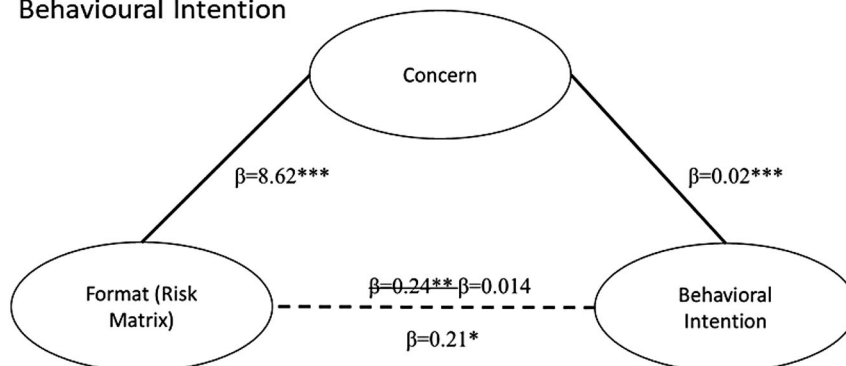 Behavioural Intention
Concern
β=8.62***
β=0.02***
Format (Risk
Matrix)
β=0.24** β=0.014
β=0.21*
Behavioral
Intention